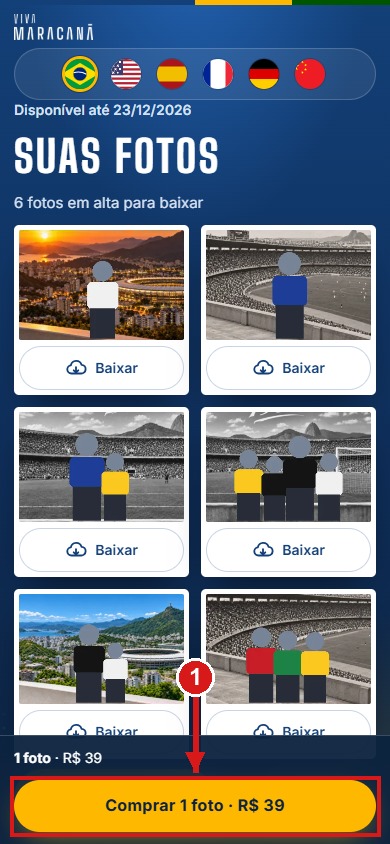 VIVA
MARACANÃ
Disponível até 23/12/2026
SUAS FOTOS
6 fotos em alta para baixar
Baixar
Baixar
Baixar
Baixar
Baixar
Baixar
1
1 foto · R$ 39
Comprar 1 foto · R$ 39